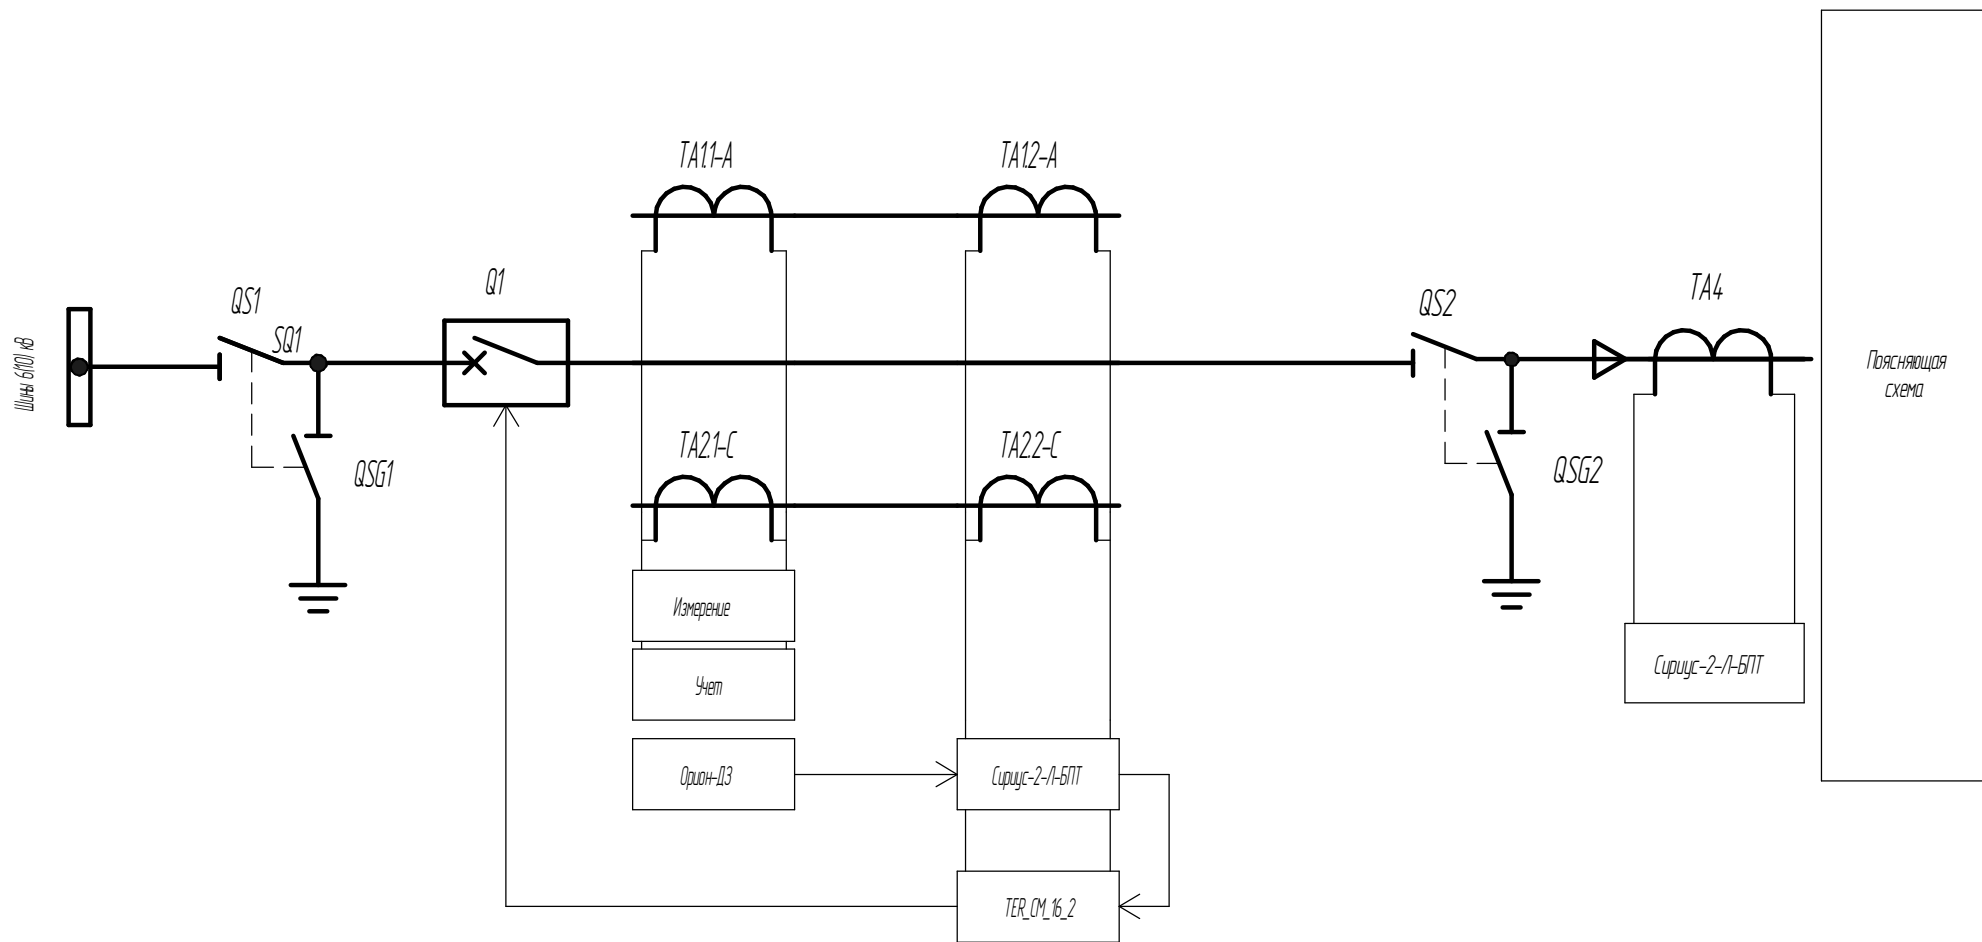 Шины 6(10) кВ
QS1
SQ1
QSG1
Q1
TA1.1-A
TA1.2-A
TA2.1-C
TA2.2-C
Измерение
Учет
Орион-ДЗ
Сириус-2-Л-БПТ
TER_CM_16_2
QS2
QSG2
TA4
Сириус-2-Л-БПТ
Поясняющая
схема